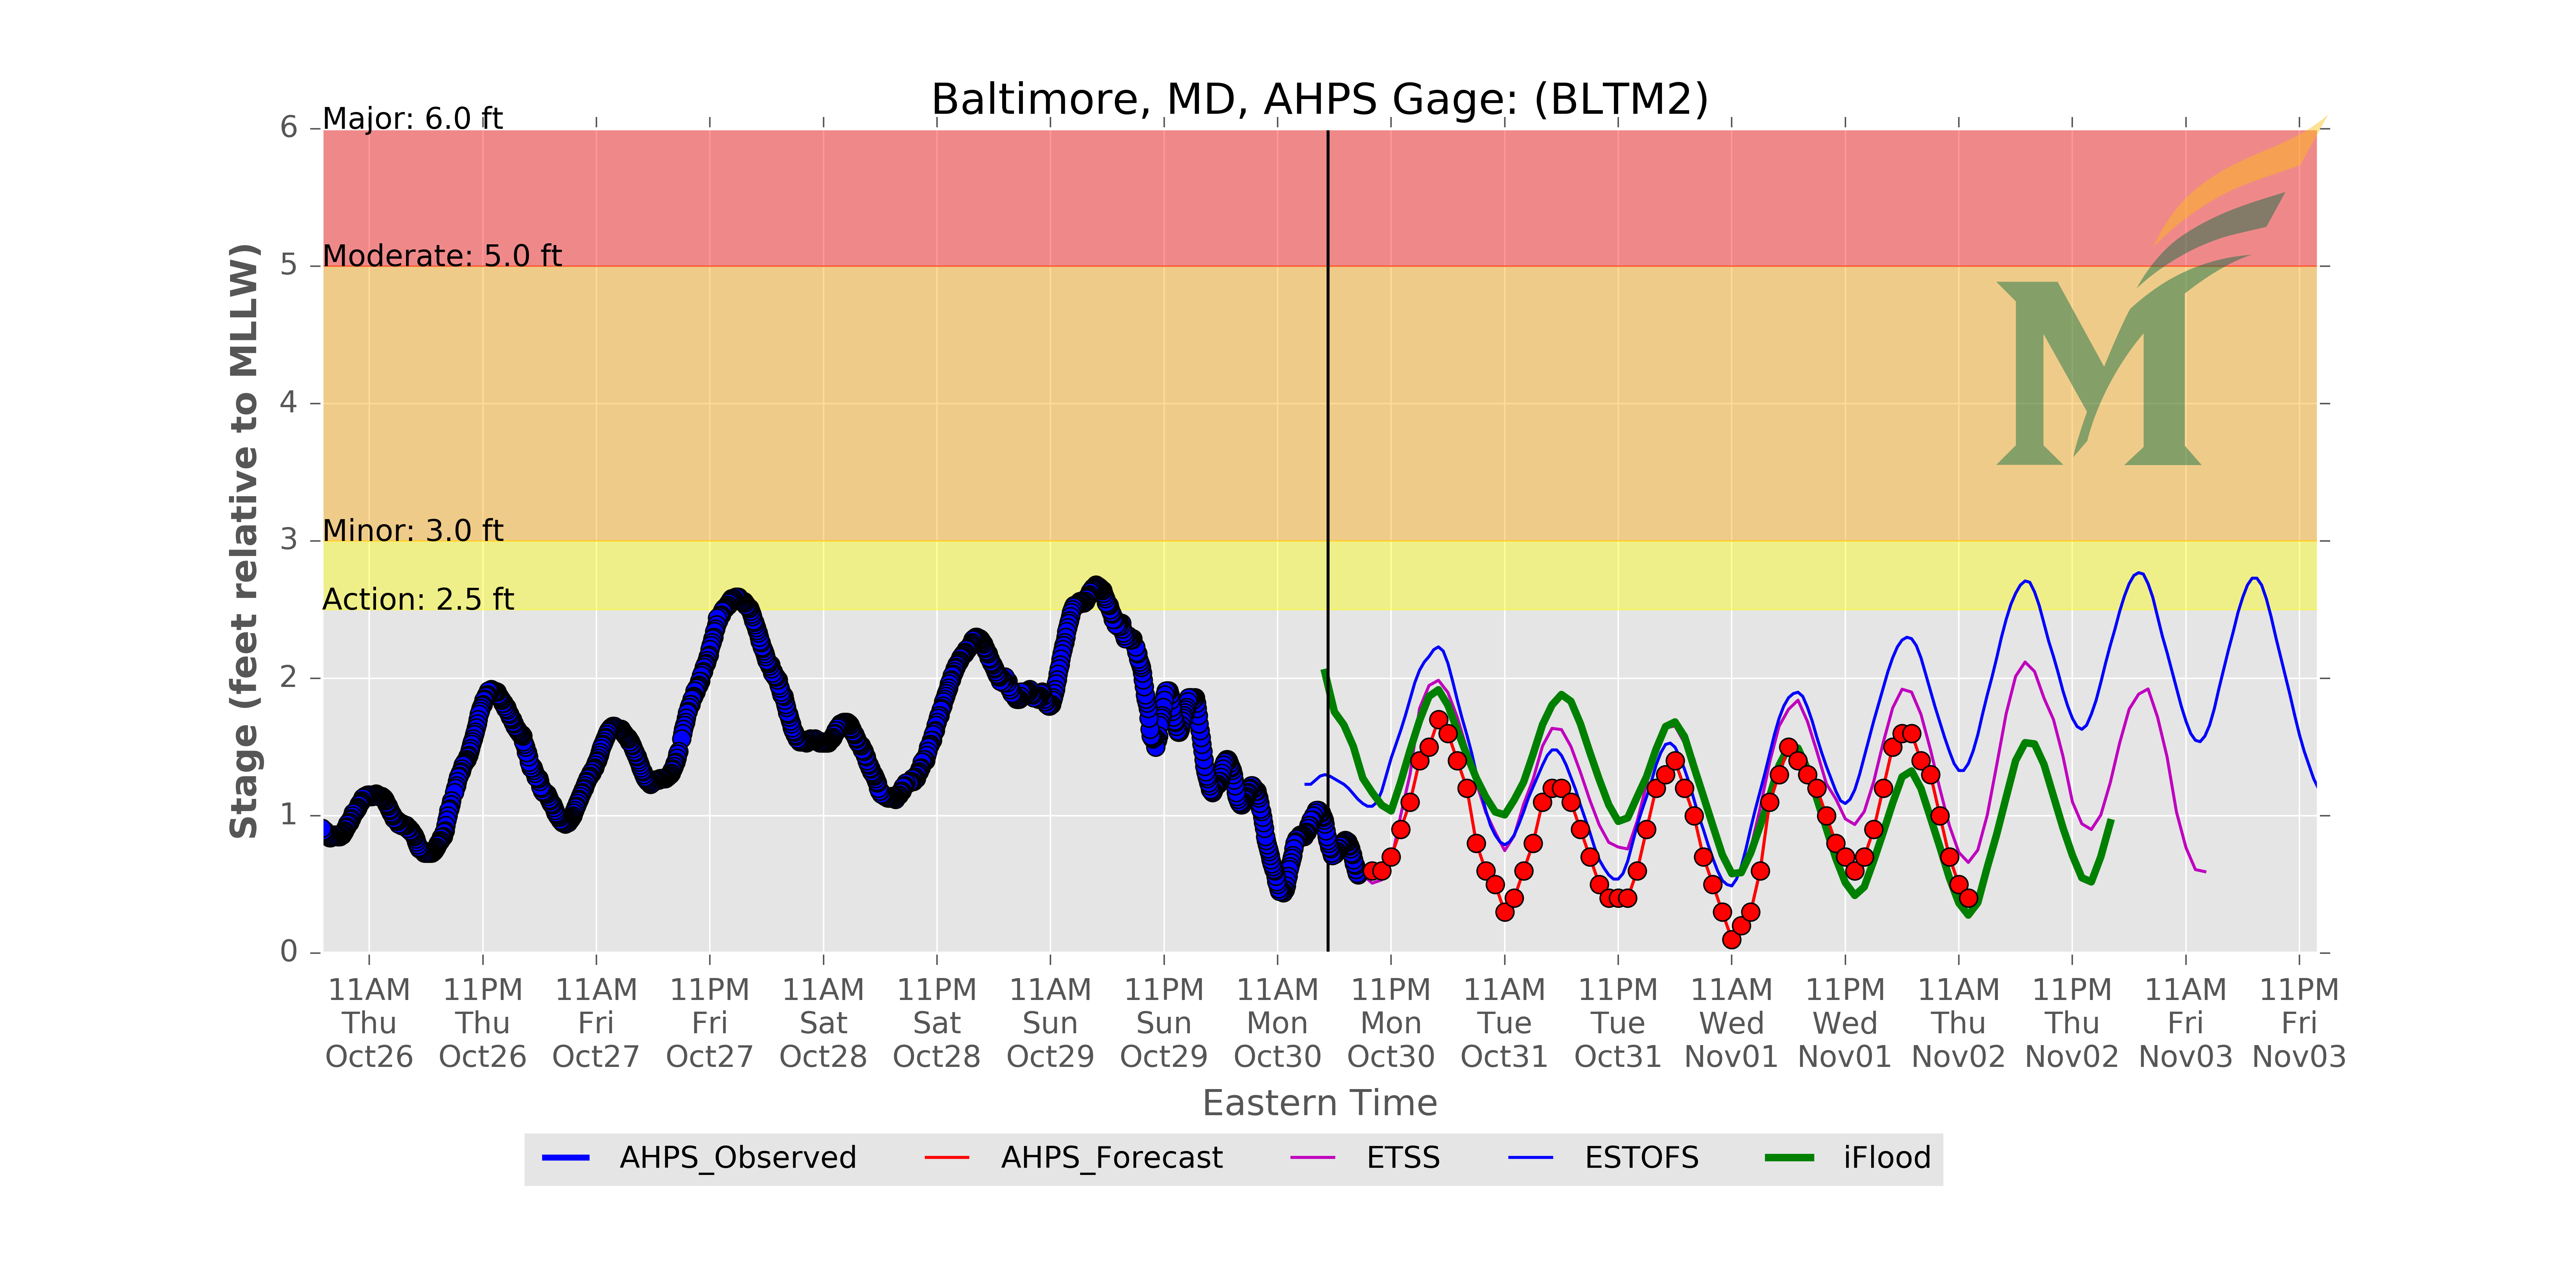 Baltimore, MD, AHPS Gage: (BLTM2)
Major: 6.0 ft
Moderate: 5.0 ft
Minor: 3.0 ft
Action: 2.5 ft
Stage (feet relative to MLLW)
6
5
4
3
2
1
0
11AM 11PM 11AM 11PM 11AM 11PM 11AM 11PM 11AM 11PM 11AM 11PM 11AM 11PM 11AM 11PM 11AM 11PM
Thu Thu Fri Fri Sat Sat Sun Sun Mon Mon Tue Tue Wed Wed Thu Thu Fri Fri
Oct26 Oct26 Oct27 Oct27 Oct28 Oct28 Oct29 Oct29 Oct30 Oct30 Oct31 Oct31 Nov01 Nov01 Nov02 Nov02 Nov03 Nov03
Eastern Time
AHPS_Observed AHPS_Forecast ETSS ESTOFS iFlood
M